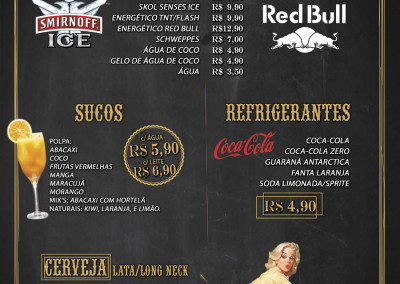 SMIRNOFF
ICE
SKOL SENSES ICE R$ 9,90
ENERGÉTICO TNT/FLASH R$ 9,90
ENERGÉTICO RED BULL R$12,90
SCHWEPPES R$ 7,00
ÁGUA DE COCO R$ 4,90
GELO DE AGUA DE COCO R$ 4,90
ÁGUA R$ 3,50
Red Bull
SUCOS
POLPA:
ABACAXI
COCO
FRUTAS VERMELHAS
MANGA
MARACUJÁ
MORANGO
MIX'S: ABACAXI COM HORTELÃ
NATURAIS: KIWI, LARANJA, E LIMÃO.
C/ ÁGUA
R$ 5,90
C/ LEITE
R$ 6,90
REFRIGERANTES
Coca-Cola
COCA-COLA
COCA-COLA ZERO
GUARANÁ ANTARCTICA
FANTA LARANJA
SODA LIMONADA/SPRITE
R$ 4,90
CERVEJA LATA/LONG NECK